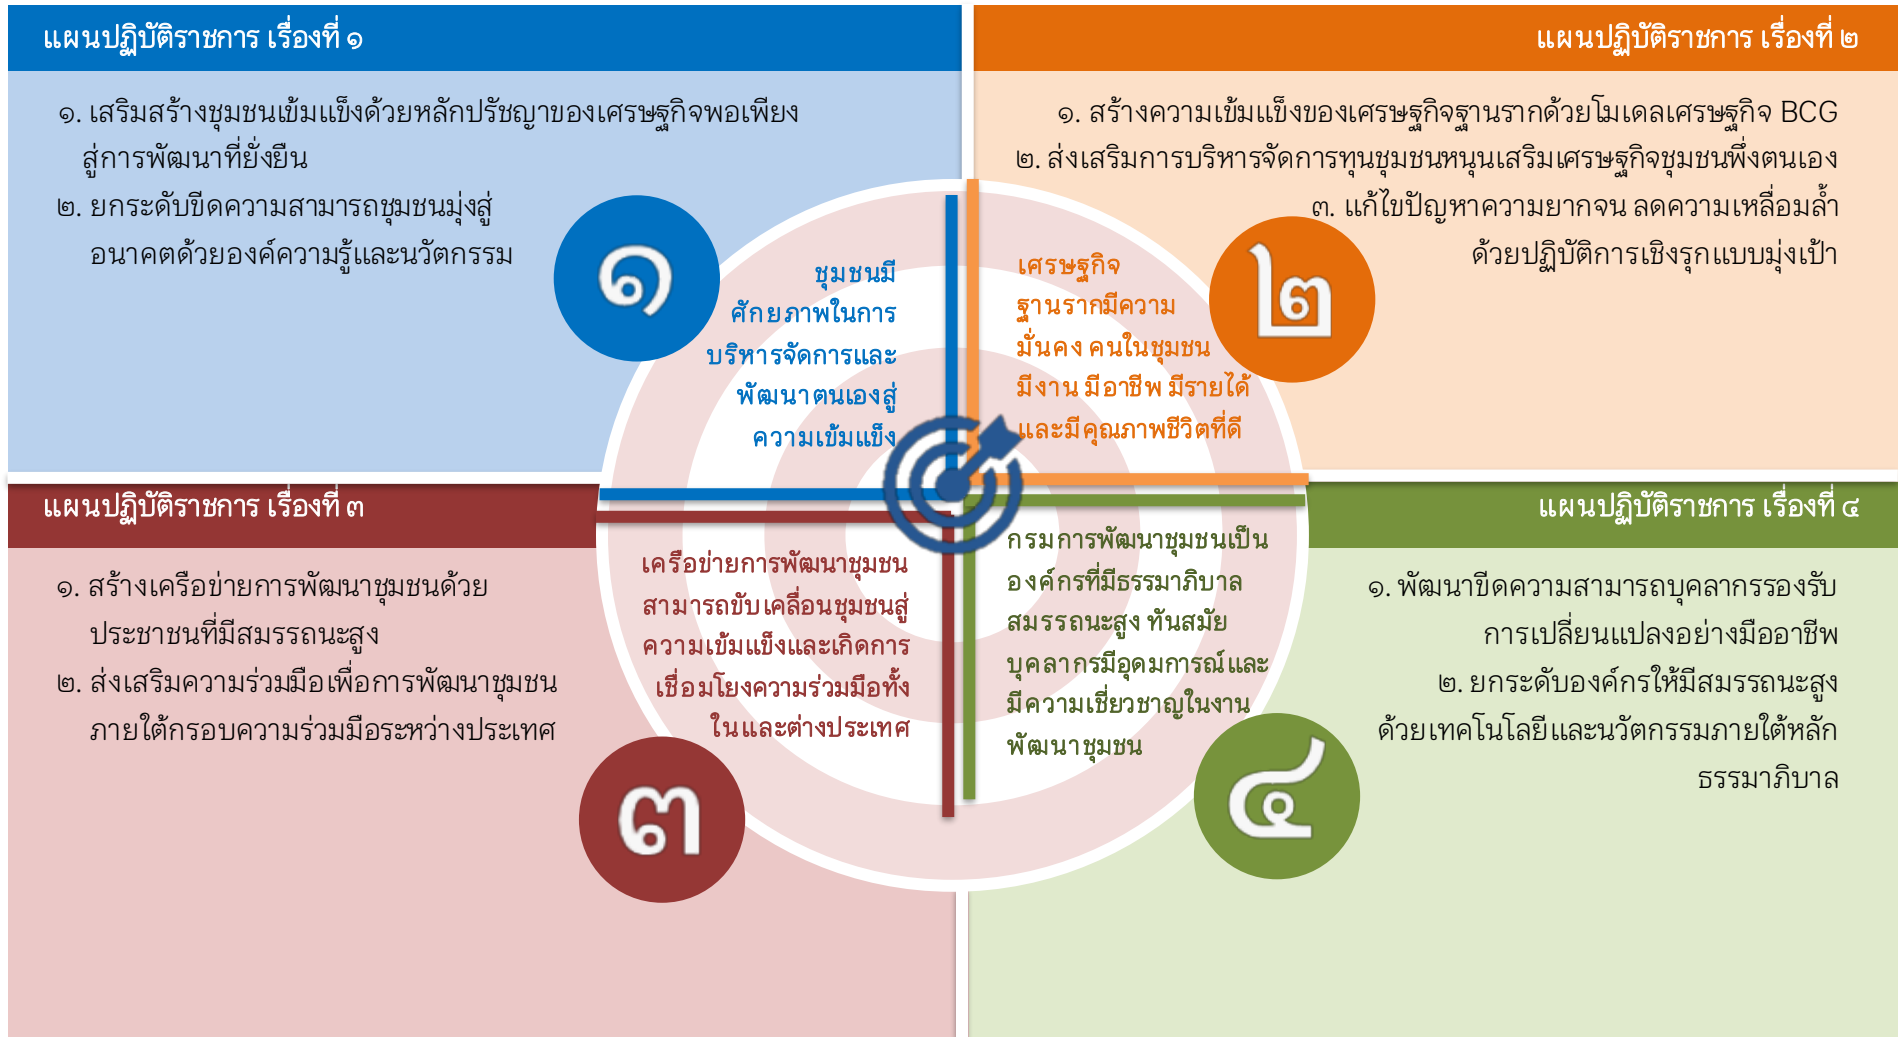 แผนปฏิบัติราชการ เรื่องที่ ๑
๑. เสริมสร้างชุมชนเข้มแข็งด้วยหลักปรัชญาของเศรษฐกิจพอเพียง
สู่การพัฒนาที่ยั่งยืน
๒. ยกระดับขีดความสามารถชุมชนมุ่งสู่
อนาคตด้วยองค์ความรู้และนวัตกรรม
๑
ชุมชนมี
ศักยภาพในการ
บริหารจัดการและ
พัฒนาตนเองสู่
ความเข้มแข็ง
แผนปฏิบัติราชการ เรื่องที่ ๒
๑. สร้างความเข้มแข็งของเศรษฐกิจฐานรากด้วยโมเดลเศรษฐกิจ BCG
๒. ส่งเสริมการบริหารจัดการทุนชุมชนหนุนเสริมเศรษฐกิจชุมชนพึ่งตนเอง
๓. แก้ไขปัญหาความยากจน ลดความเหลื่อมล้ำ
ด้วยปฏิบัติการเชิงรุกแบบมุ่งเป้า
๒
เศรษฐกิจ
ฐานรากมีความ
มั่นคง คนในชุมชน
มีงาน มีอาชีพ มีรายได้
และมีคุณภาพชีวิตที่ดี
แผนปฏิบัติราชการ เรื่องที่ ๓
๑. สร้างเครือข่ายการพัฒนาชุมชนด้วย
ประชาชนที่มีสมรรถนะสูง
๒. ส่งเสริมความร่วมมือเพื่อการพัฒนาชุมชน
ภายใต้กรอบความร่วมมือระหว่างประเทศ
๓
เครือข่ายการพัฒนาชุมชน
สามารถขับเคลื่อนชุมชนสู่
ความเข้มแข็งและเกิดการ
เชื่อมโยงความร่วมมือทั้ง
ในและต่างประเทศ
แผนปฏิบัติราชการ เรื่องที่ ๔
๑. พัฒนาขีดความสามารถบุคลากรรองรับ
การเปลี่ยนแปลงอย่างมืออาชีพ
๒. ยกระดับองค์กรให้มีสมรรถนะสูง
ด้วยเทคโนโลยีและนวัตกรรมภายใต้หลัก
ธรรมาภิบาล
๔
กรมการพัฒนาชุมชนเป็น
องค์กรที่มีธรรมาภิบาล
สมรรถนะสูง ทันสมัย
บุคลากรมีอุดมการณ์และ
มีความเชี่ยวชาญในงาน
พัฒนาชุมชน